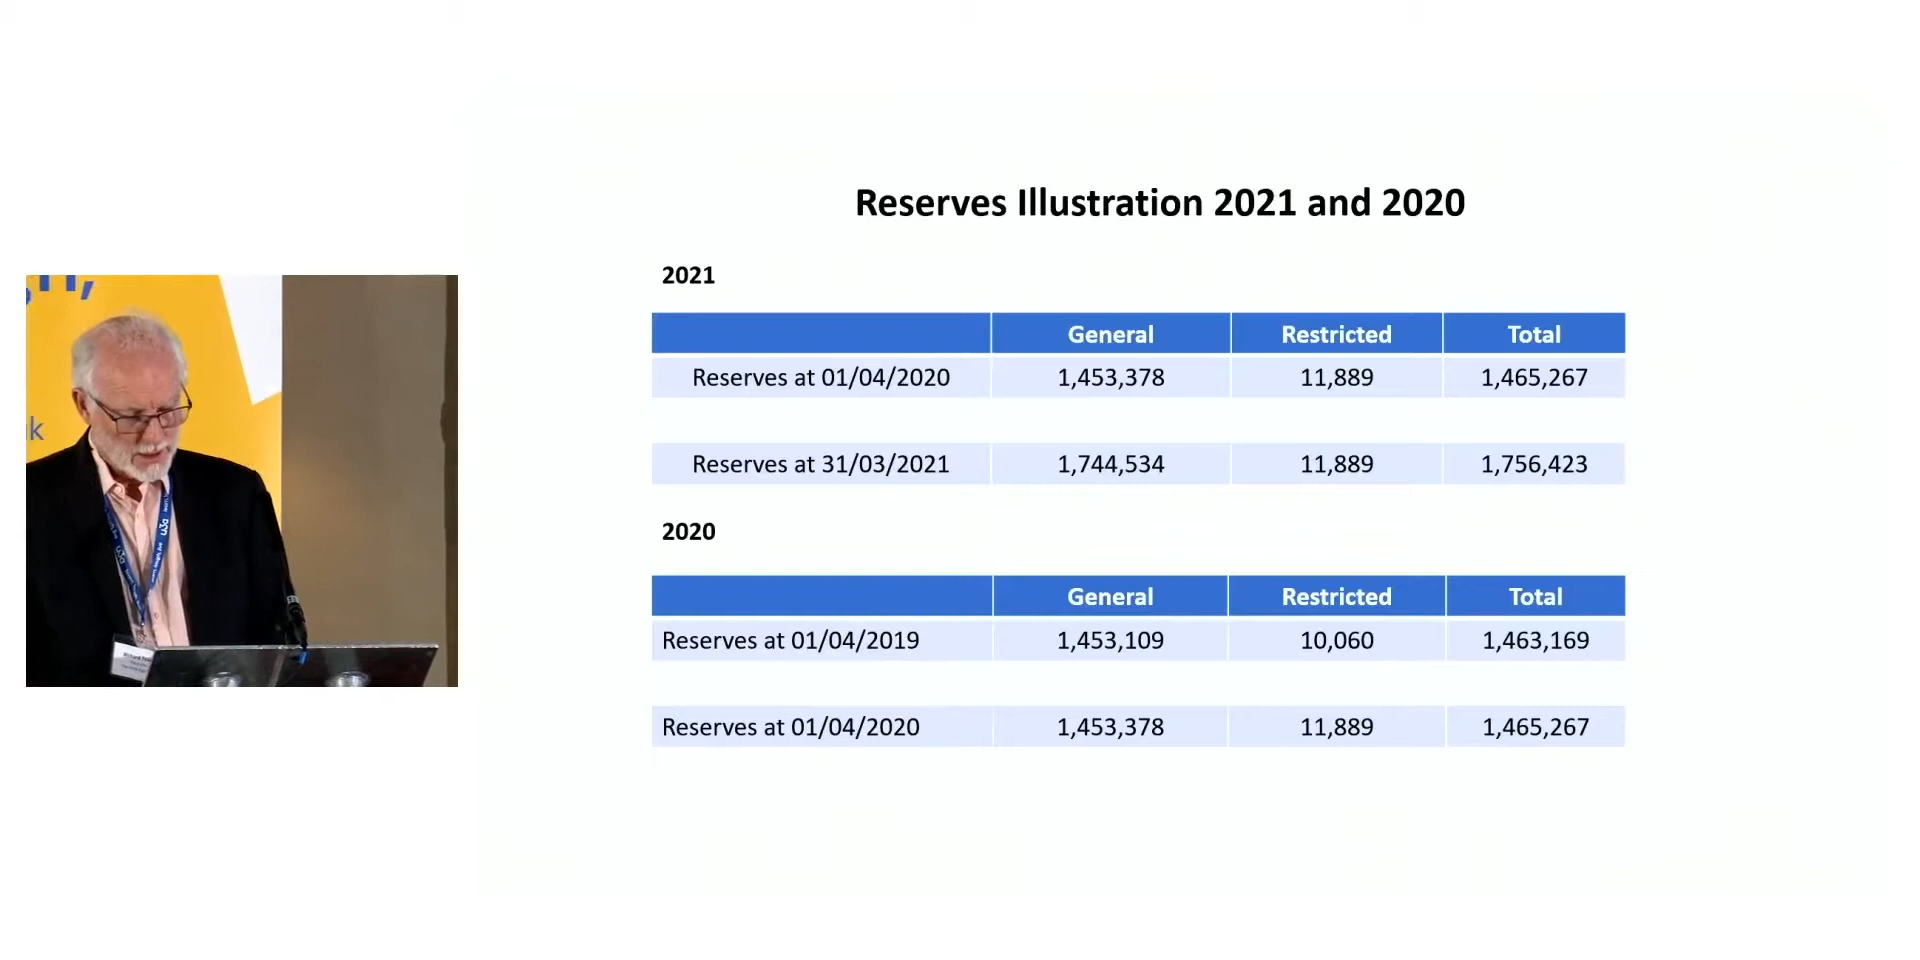 Reserves Illustration 2021 and 2020
2021
General Restricted Total
Reserves at 01/04/2020 1,453,378 11,889 1,465,267
Reserves at 31/03/2021 1,744,534 11,889 1,756,423
2020
General Restricted Total
Reserves at 01/04/2019 1,453,109 10,060 1,463,169
Reserves at 01/04/2020 1,453,378 11,889 1,465,267
k
u3a
u3a
Richard